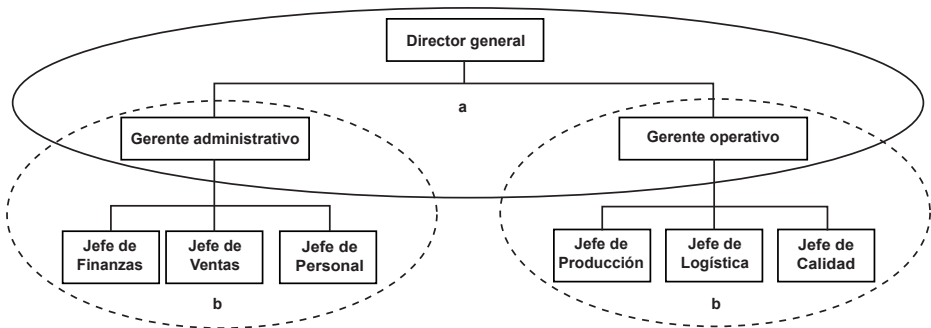 Director general
a
Gerente administrativo
Gerente operativo
Jefe de
Finanzas
Jefe de
Ventas
Jefe de
Personal
Jefe de
Producción
Jefe de
Logística
Jefe de
Calidad
b
b